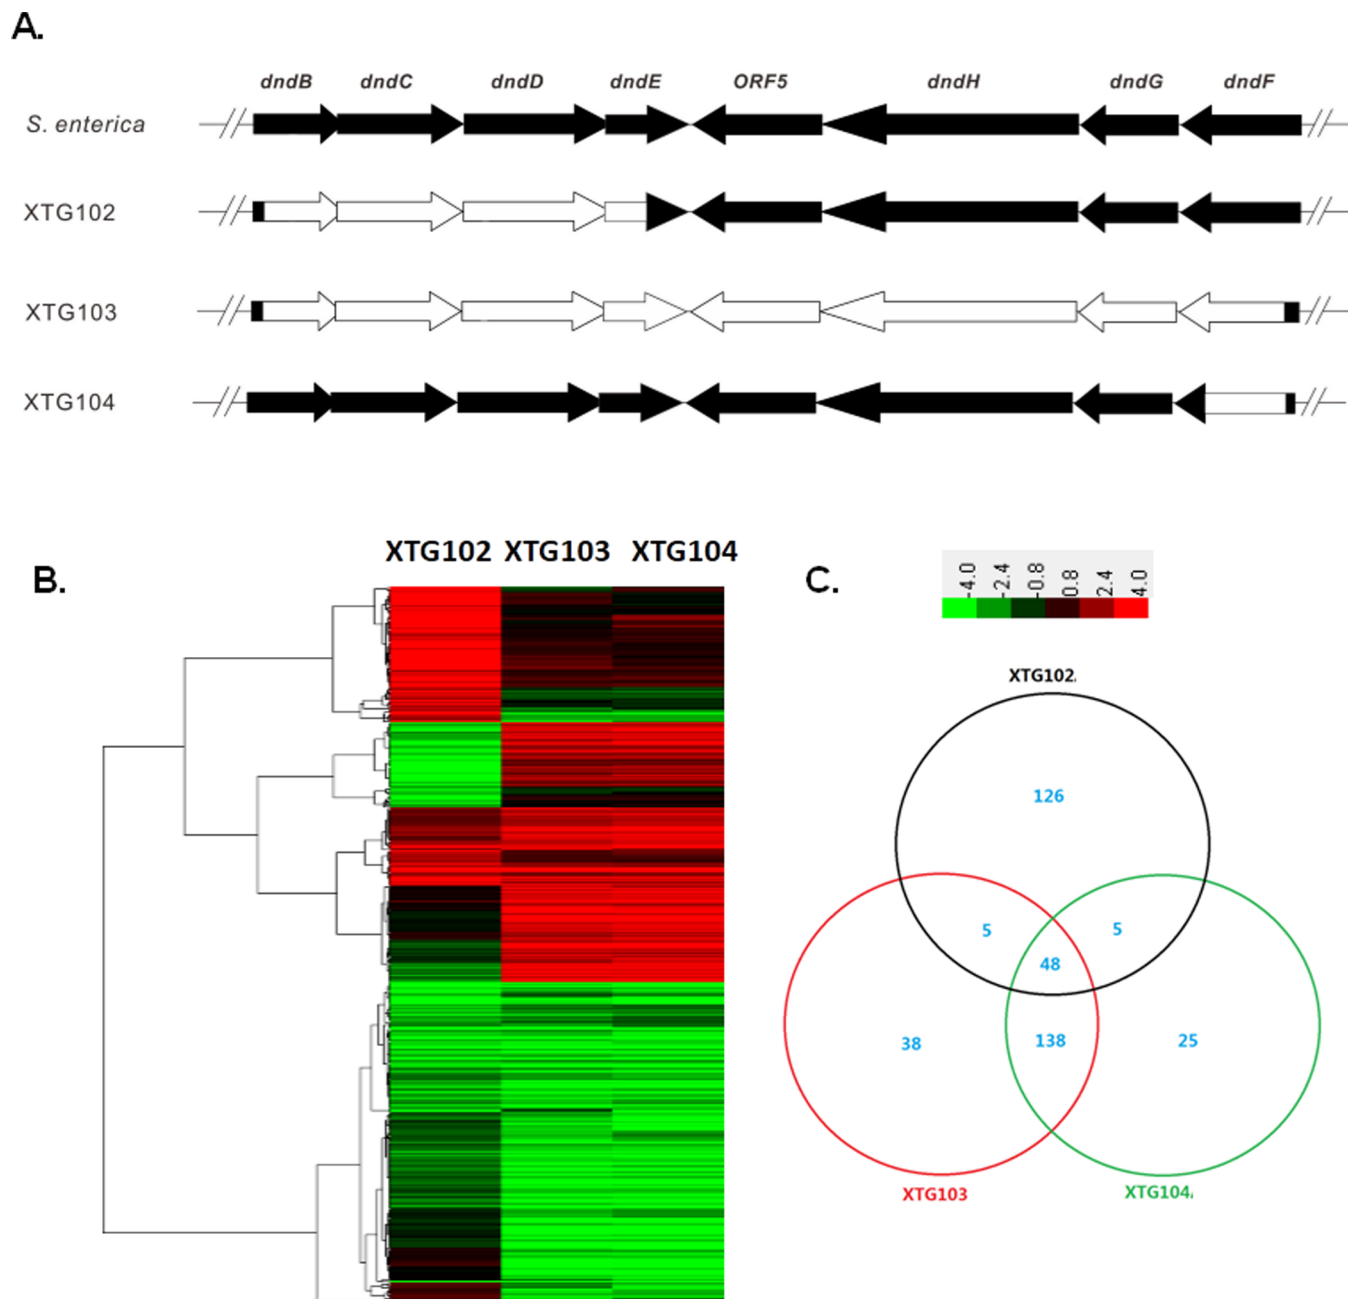 A.
dndB dndC dndD dndE ORF5 dndH dndG dndF
S. enterica
XTG102
XTG103
XTG104
B.
XTG102 XTG103 XTG104
C.
-4.0 -2.4 -0.8 0.8 2.4 4.0
XTG102
126
5 5
48
38 138 25
XTG103 XTG104